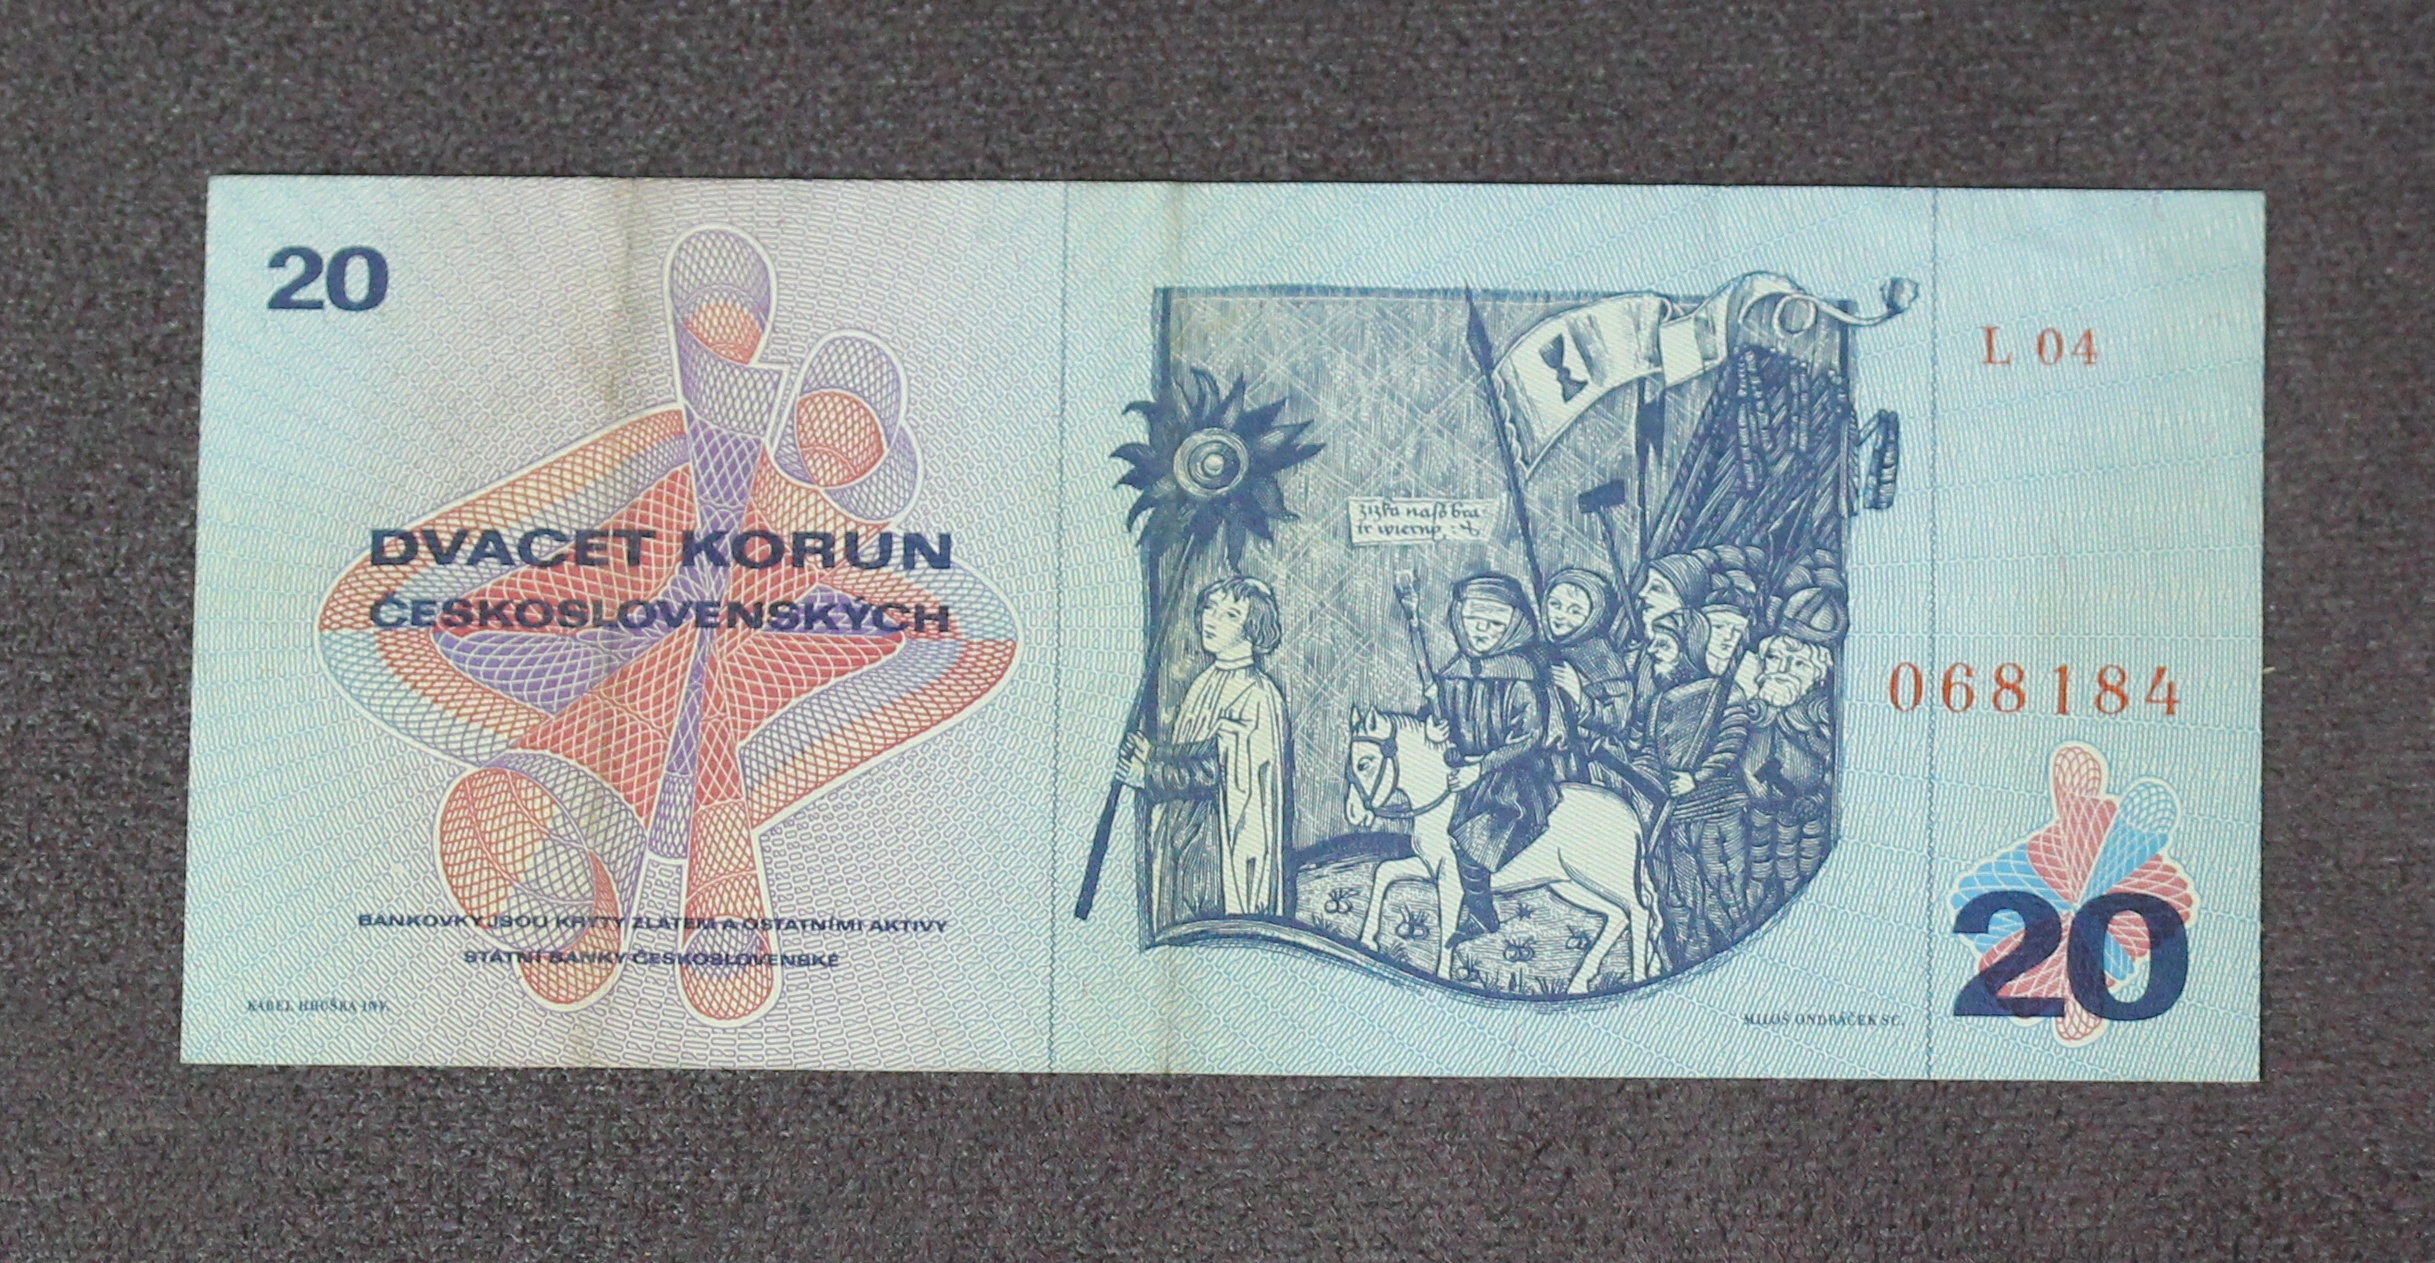 20
DVACET KORUN
ČESKOSLOVENSKÝCH
BANKOVKY JSOU KRYTY ZLATEM A OSTATNÍMI AKTIVY
STÁTNÍ BANKY ČESKOSLOVENSKÉ
KAREL HRUŠKA INV.
L 04
068184
20
MILOŠ ONDRÁČEK SC.